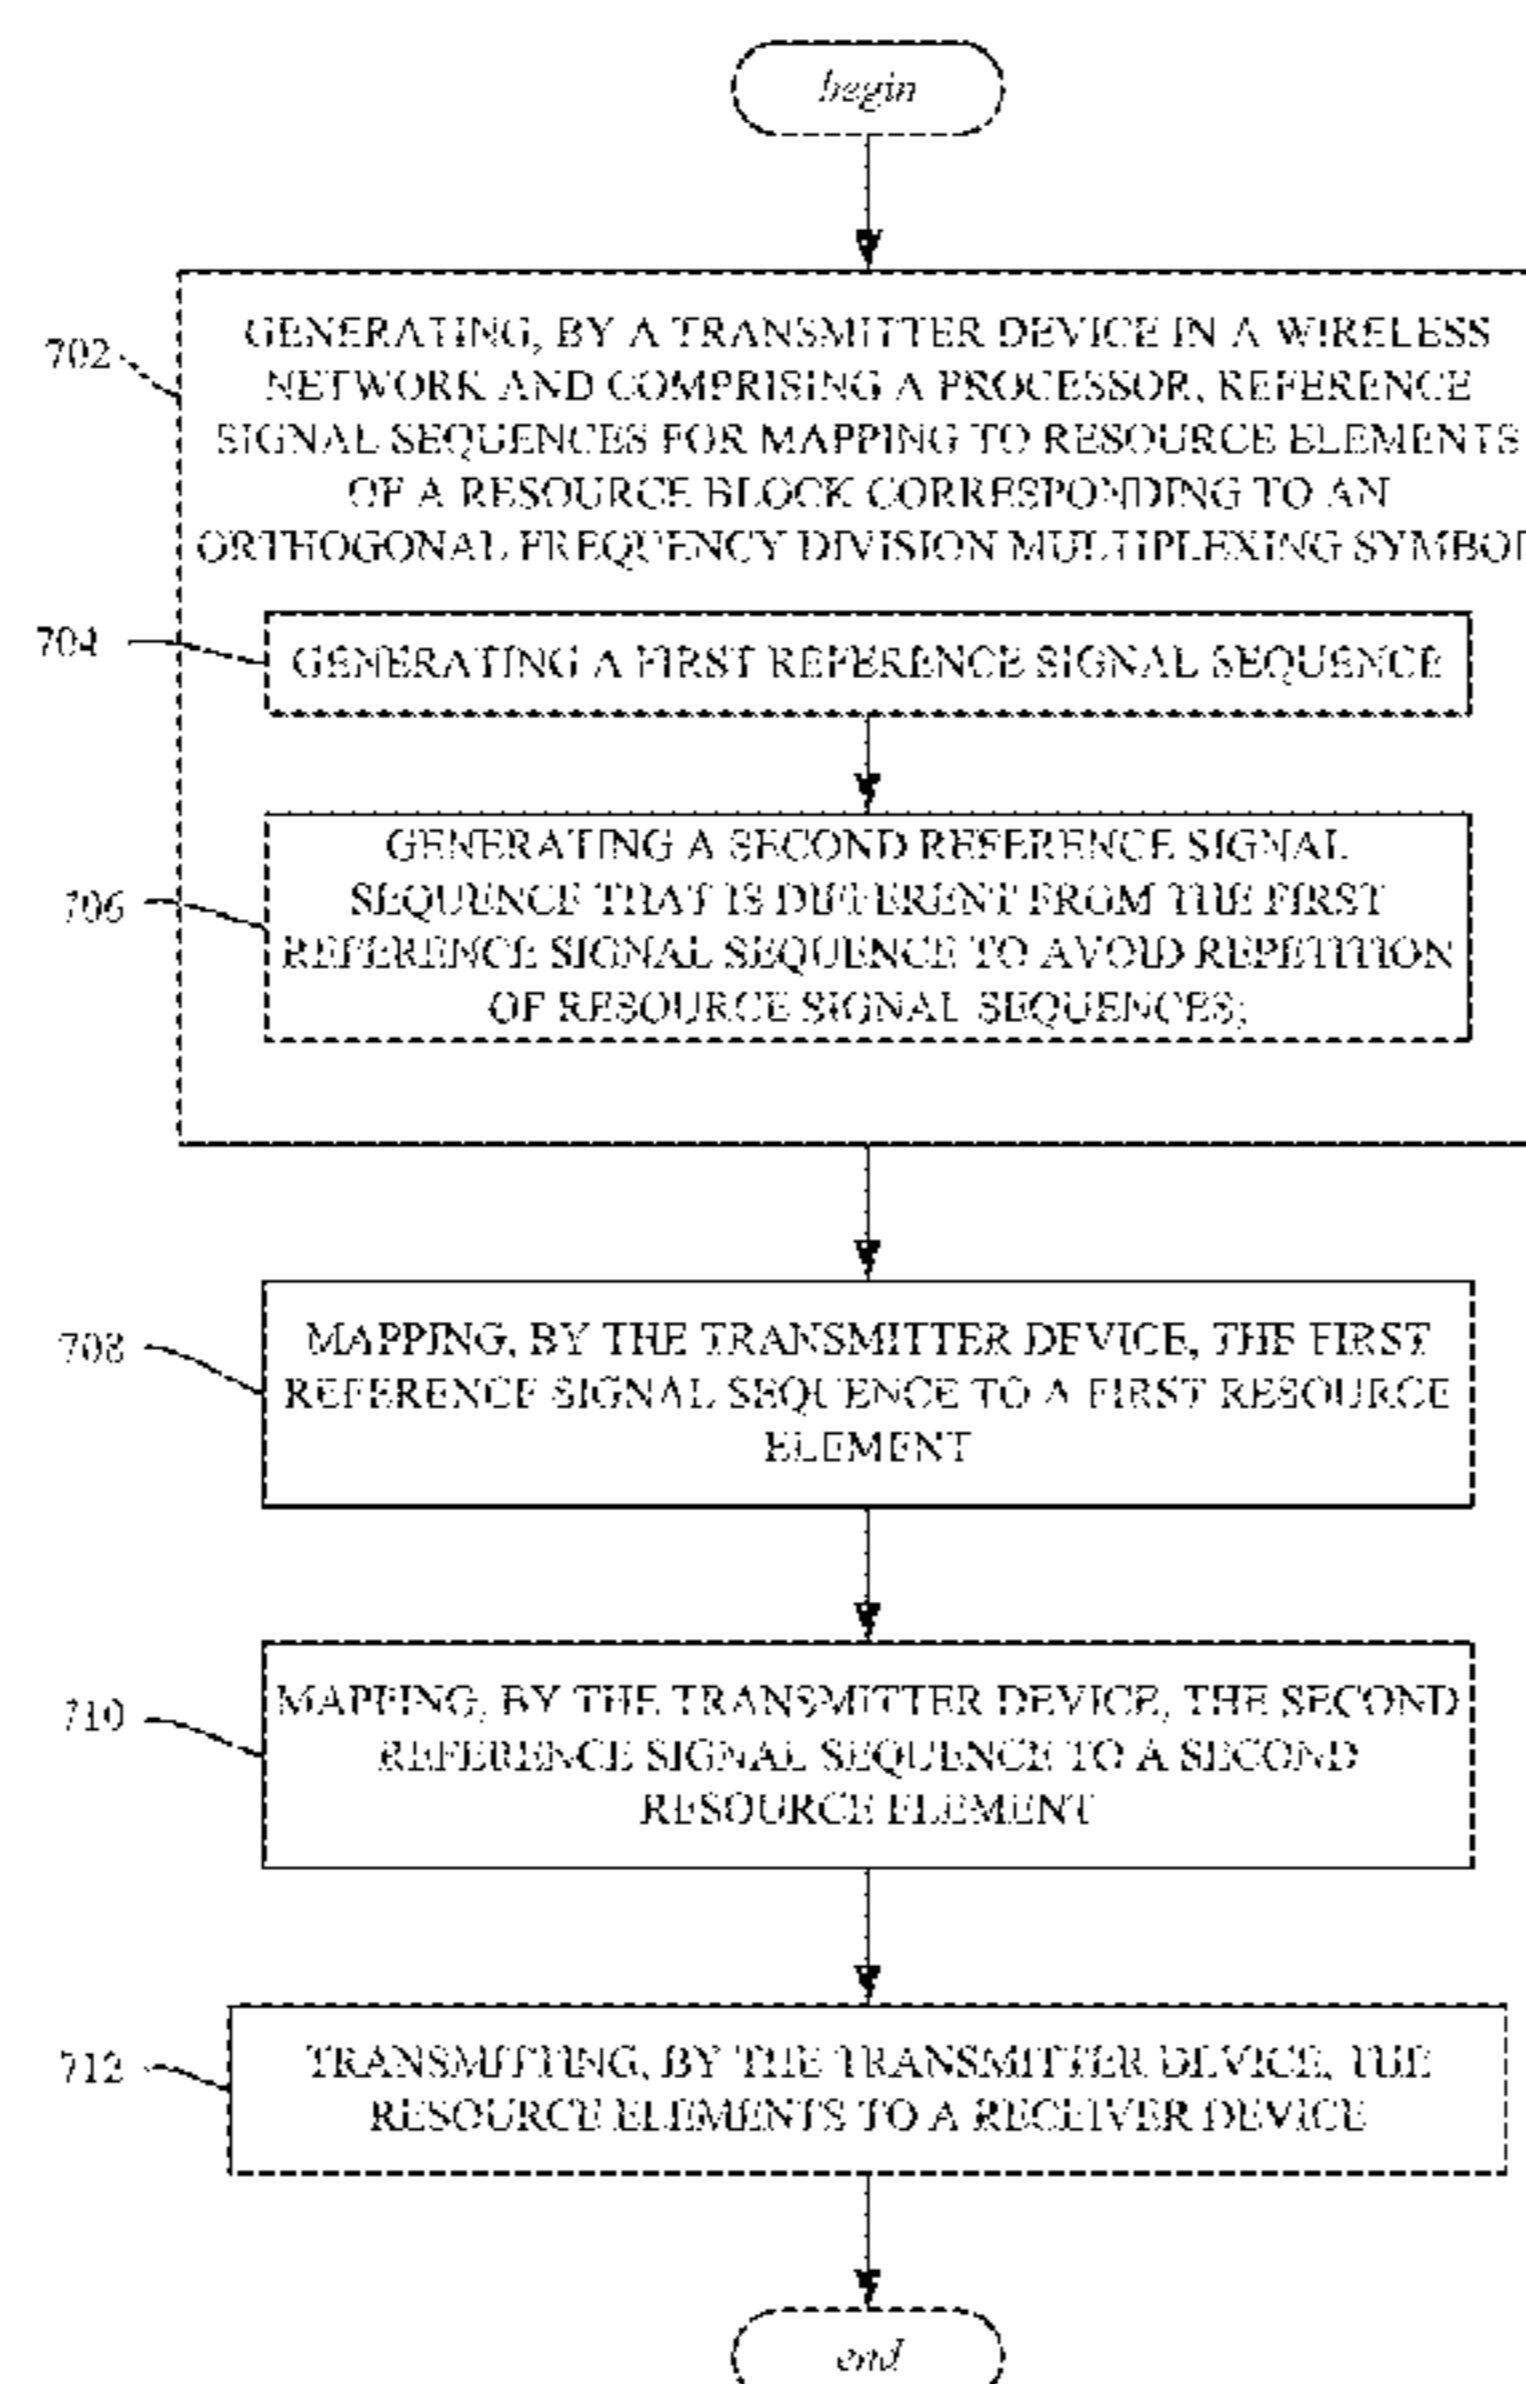 begin
702
GENERATING, BY A TRANSMITTER DEVICE IN A WIRELESS
NETWORK AND COMPRISING A PROCESSOR, REFERENCE
SIGNAL SEQUENCES FOR MAPPING TO RESOURCE ELEMENTS
OF A RESOURCE BLOCK CORRESPONDING TO AN
ORTHOGONAL FREQUENCY DIVISION MULTIPLEXING SYMBOL
704
GENERATING A FIRST REFERENCE SIGNAL SEQUENCE
706
GENERATING A SECOND REFERENCE SIGNAL
SEQUENCE THAT IS DIFFERENT FROM THE FIRST
REFERENCE SIGNAL SEQUENCE TO AVOID REPETITION
OF RESOURCE SIGNAL SEQUENCES;
708
MAPPING, BY THE TRANSMITTER DEVICE, THE FIRST
REFERENCE SIGNAL SEQUENCE TO A FIRST RESOURCE
ELEMENT
710
MAPPING, BY THE TRANSMITTER DEVICE, THE SECOND
REFERENCE SIGNAL SEQUENCE TO A SECOND
RESOURCE ELEMENT
712
TRANSMITTING, BY THE TRANSMITTER DEVICE, THE
RESOURCE ELEMENTS TO A RECEIVER DEVICE
end